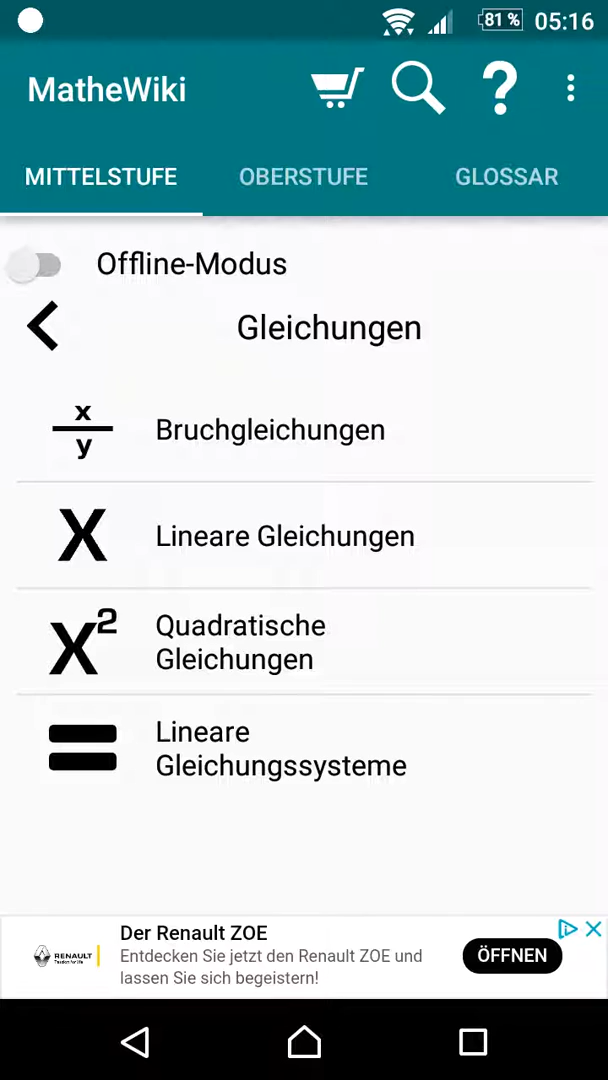 81 % 05:16
MatheWiki
MITTELSTUFE OBERSTUFE GLOSSAR
Offline-Modus
Gleichungen
x
y
Bruchgleichungen
X
Lineare Gleichungen
X²
Quadratische
Gleichungen
Lineare
Gleichungssysteme
Der Renault ZOE
RENAULT
Entdecken Sie jetzt den Renault ZOE und
lassen Sie sich begeistern!
ÖFFNEN